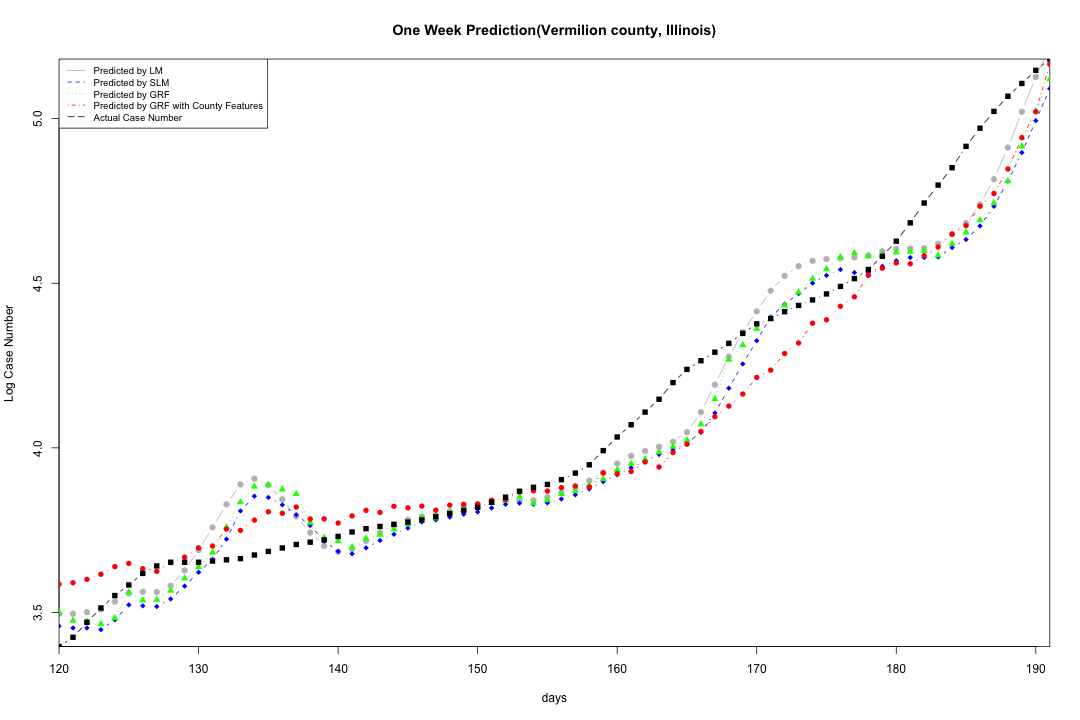 One Week Prediction(Vermilion county, Illinois)
Predicted by LM
Predicted by SLM
Predicted by GRF
Predicted by GRF with County Features
Actual Case Number
5.0
4.5
4.0
3.5
Log Case Number
120 130 140 150 160 170 180 190
days